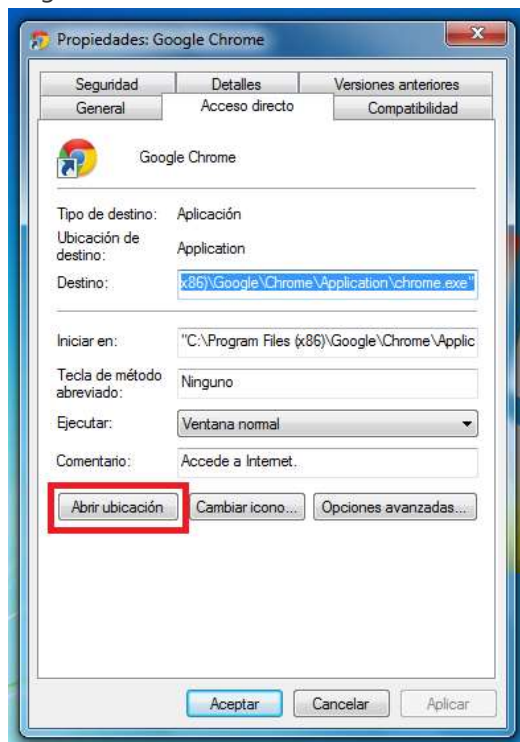 Propiedades: Google Chrome
Seguridad Detalles Versiones anteriores
General Acceso directo Compatibilidad
Google Chrome
Tipo de destino: Aplicación
Ubicación de destino: Application
Destino: x86)\Google\Chrome\Application\chrome.exe"
Iniciar en: "C:\Program Files (x86)\Google\Chrome\Applic
Tecla de método abreviado: Ninguno
Ejecutar: Ventana normal
Comentario: Accede a Internet.
Abrir ubicación Cambiar icono... Opciones avanzadas...
Aceptar Cancelar Aplicar